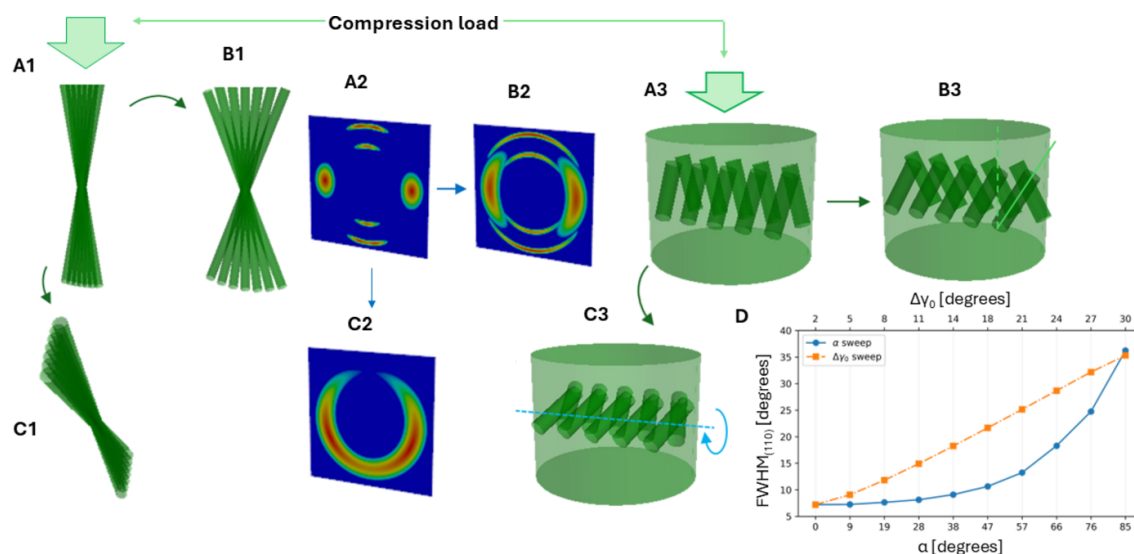 Compression load
A1
B1
A2
B2
A3
B3
C1
C2
C3
D
Δγ₀ [degrees]
2 5 8 11 14 18 21 24 27 30
α sweep
Δγ₀ sweep
FWHM₍₁₁₀₎ [degrees]
40
35
30
25
20
15
10
5
0 9 19 28 38 47 57 66 76 85
α [degrees]